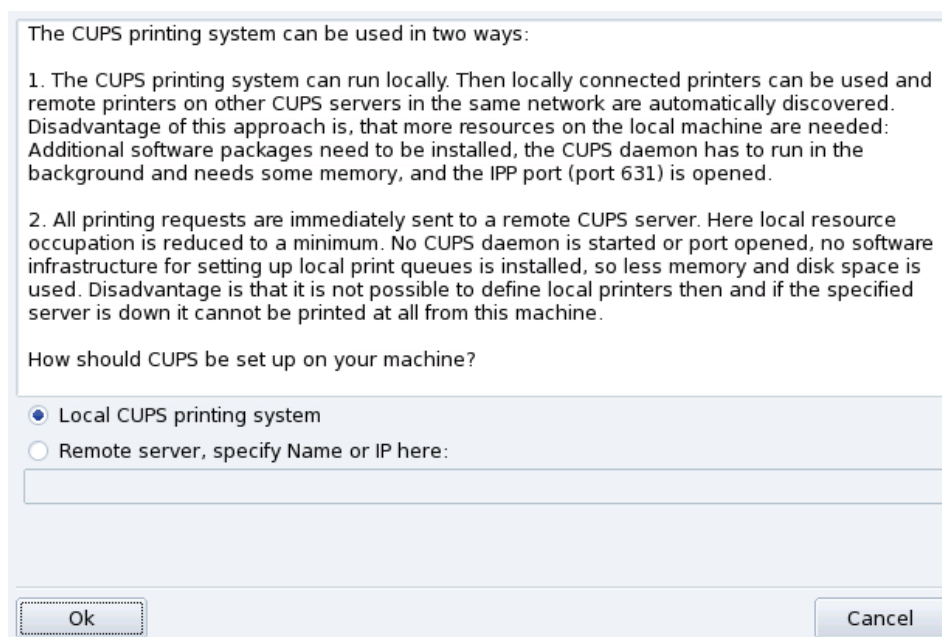 The CUPS printing system can be used in two ways:
1. The CUPS printing system can run locally. Then locally connected printers can be used and
remote printers on other CUPS servers in the same network are automatically discovered.
Disadvantage of this approach is, that more resources on the local machine are needed:
Additional software packages need to be installed, the CUPS daemon has to run in the
background and needs some memory, and the IPP port (port 631) is opened.
2. All printing requests are immediately sent to a remote CUPS server. Here local resource
occupation is reduced to a minimum. No CUPS daemon is started or port opened, no software
infrastructure for setting up local print queues is installed, so less memory and disk space is
used. Disadvantage is that it is not possible to define local printers then and if the specified
server is down it cannot be printed at all from this machine.
How should CUPS be set up on your machine?
Local CUPS printing system
Remote server, specify Name or IP here:
Ok
Cancel